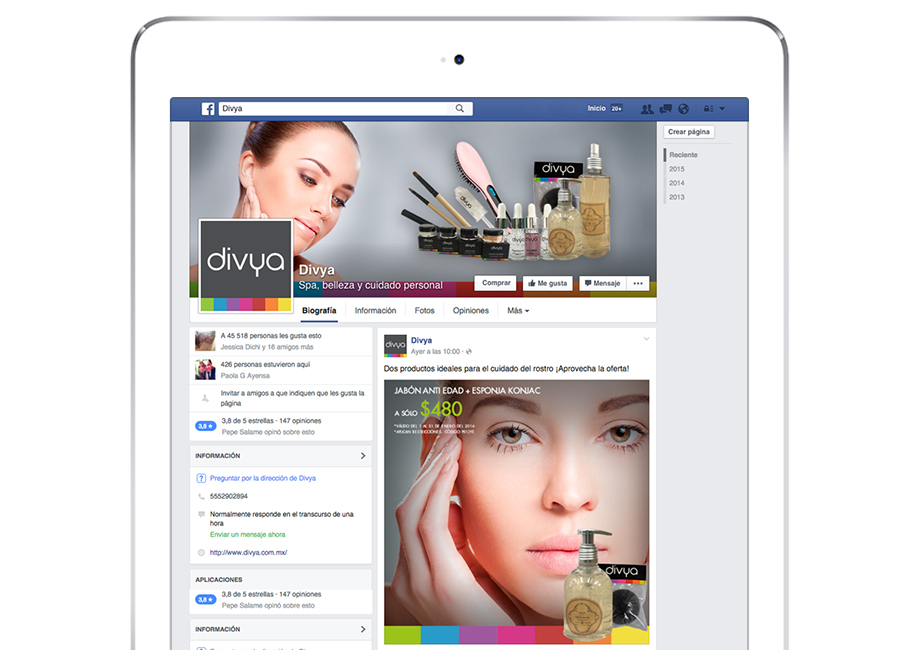 Divya
Inicio 20+
Crear página
Reciente
2015
2014
2013
divya
divya
Divya
Spa, belleza y cuidado personal
Comprar
Me gusta
Mensaje
Biografía Información Fotos Opiniones Más
A 45 518 personas les gusta esto
Jessica Dichi y 16 amigos más
426 personas estuvieron aquí
Paola G Ayensa
Invitar a amigos a que indiquen que les gusta la
página
3,8 ★
3,8 de 5 estrellas · 147 opiniones
Pepe Salame opinó sobre esto
INFORMACIÓN
Preguntar por la dirección de Divya
5552902894
Normalmente responde en el transcurso de una
hora
Enviar un mensaje ahora
http://www.divya.com.mx/
APLICACIONES
3,8 ★
3,8 de 5 estrellas · 147 opiniones
Pepe Salame opinó sobre esto
INFORMACIÓN
divya
Divya
Ayer a las 10:00
Dos productos ideales para el cuidado del rostro ¡Aprovecha la oferta!
JABÓN ANTI EDAD + ESPONJA KONJAC
A SÓLO $480
divya